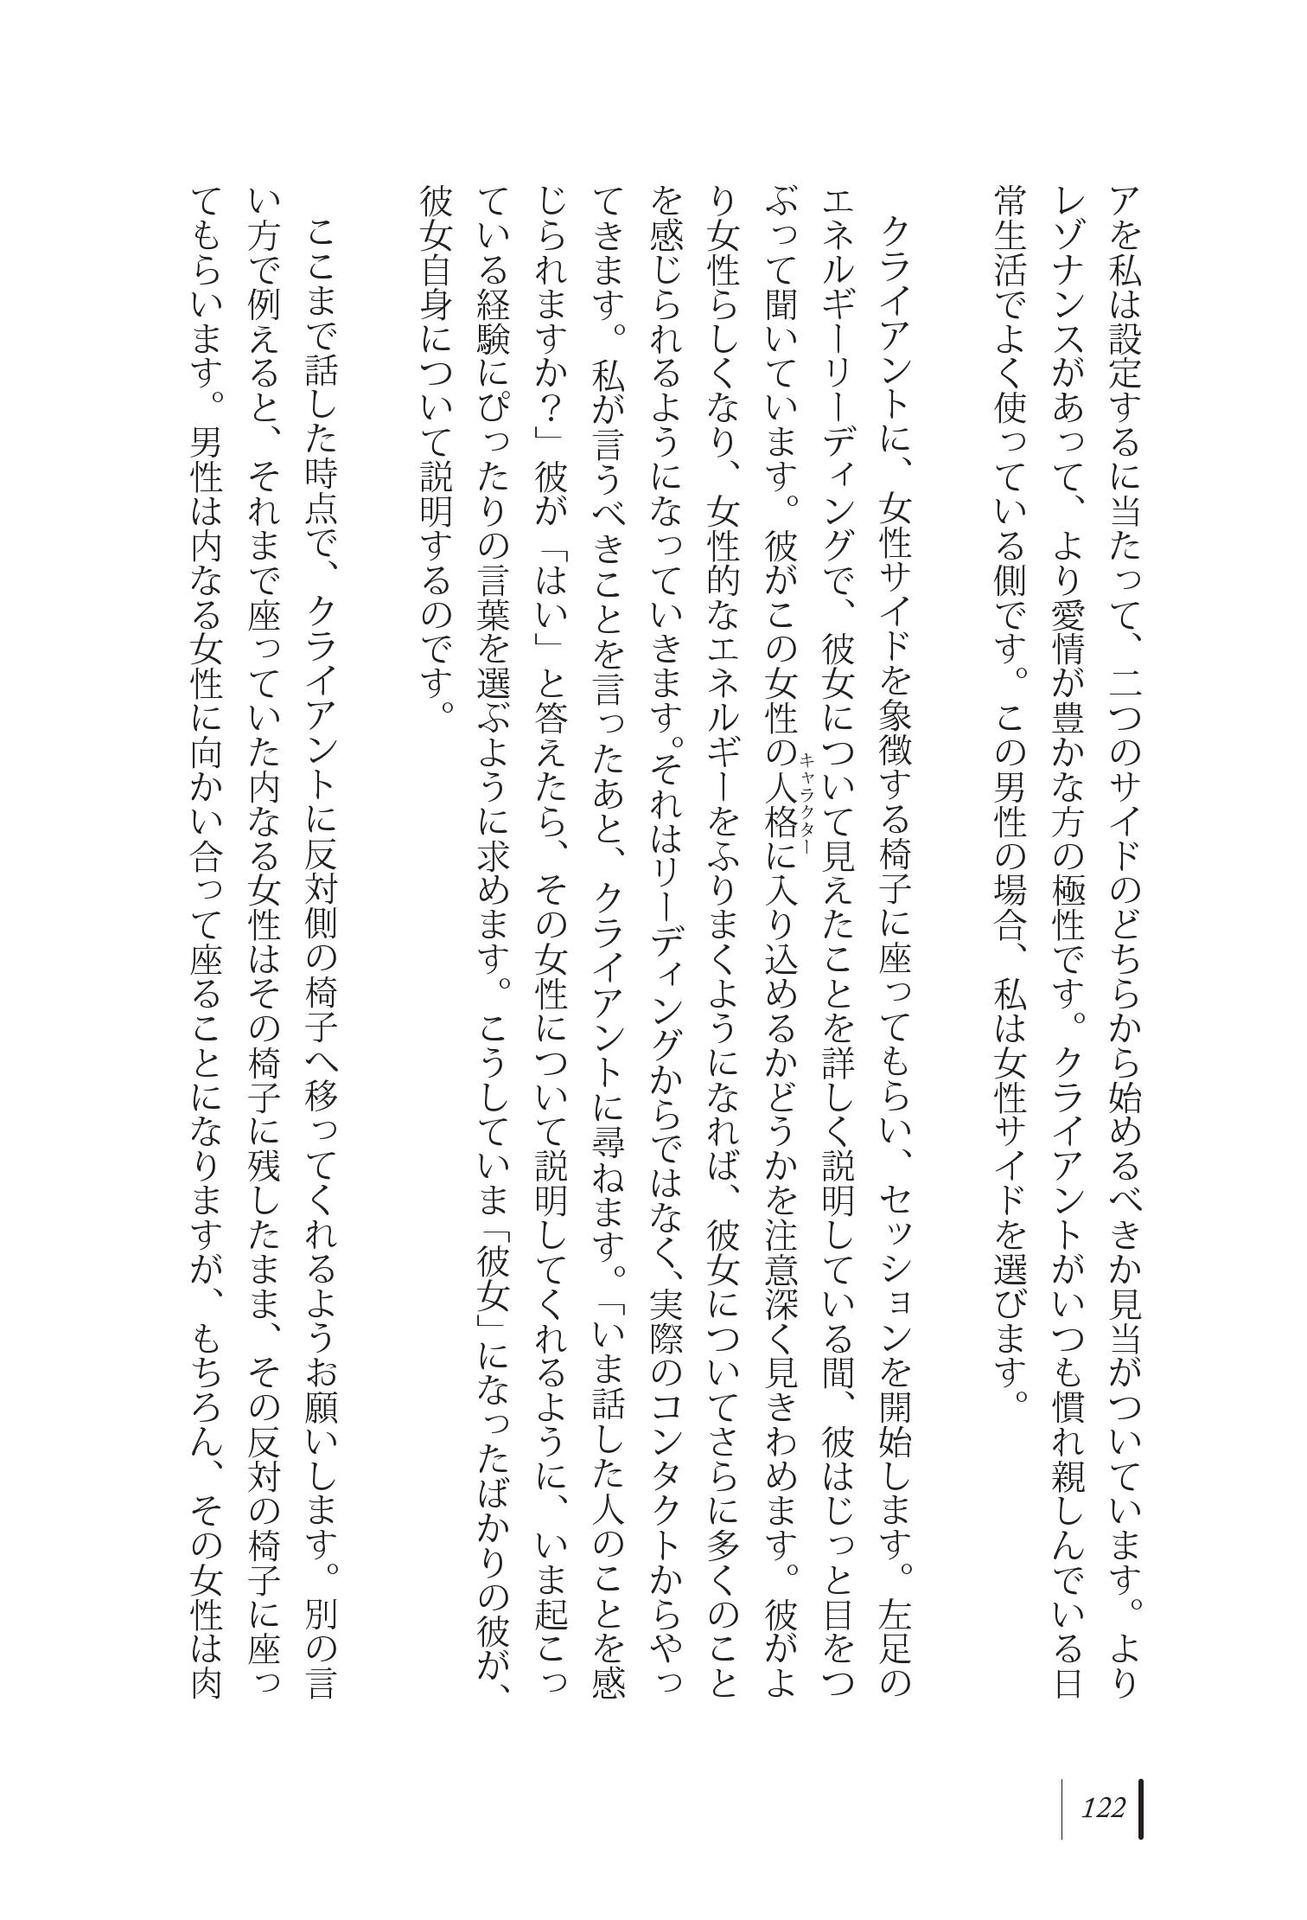 アを私は設定するに当たって、二つのサイドのどちらから始めるべきか見当がついています。より
レゾナンスがあって、より愛情が豊かな方の極性です。クライアントがいつも慣れ親しんでいる日
常生活でよく使っている側です。この男性の場合、私は女性サイドを選びます。
クライアントに、女性サイドを象徴する椅子に座ってもらい、セッションを開始します。左足の
エネルギーリーディングで、彼女について見えたことを詳しく説明している間、彼はじっと目をつ
ぶって聞いています。彼がこの女性の人格に入り込めるかどうかを注意深く見きわめます。彼がよ
キャラクター
り女性らしくなり、女性的なエネルギーをふりまくようになれば、彼女についてさらに多くのこと
を感じられるようになっていきます。それはリーディングからではなく、実際のコンタクトからやっ
てきます。私が言うべきことを言ったあと、クライアントに尋ねます。「いま話した人のことを感
じられますか？」彼が「はい」と答えたら、その女性について説明してくれるように、いま起こっ
ている経験にぴったりの言葉を選ぶように求めます。こうしていま「彼女」になったばかりの彼が、
彼女自身について説明するのです。
ここまで話した時点で、クライアントに反対側の椅子へ移ってくれるようお願いします。別の言
い方で例えると、それまで座っていた内なる女性はその椅子に残したまま、その反対の椅子に座っ
てもらいます。男性は内なる女性に向かい合って座ることになりますが、もちろん、その女性は肉
122